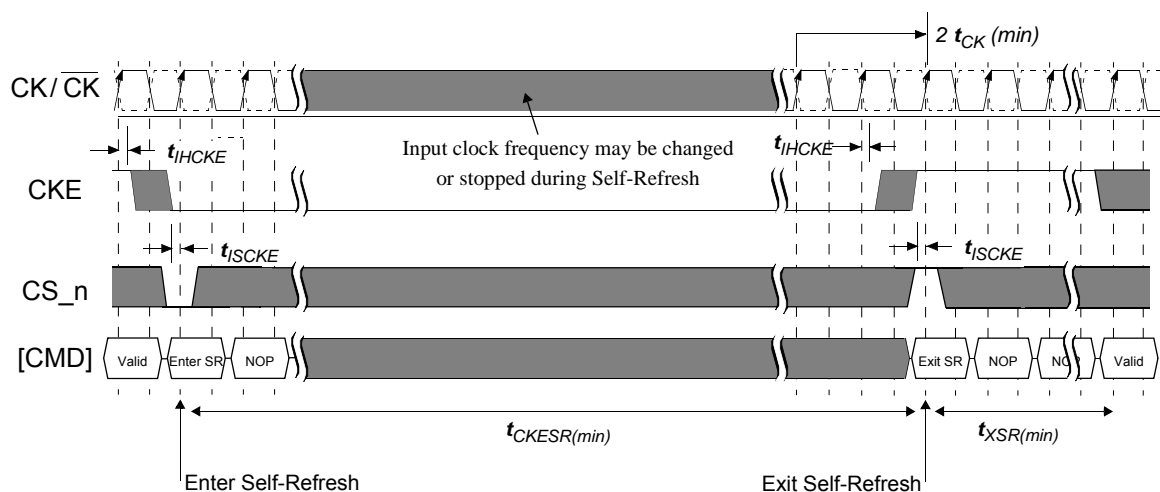 2 tCK (min)
CK/CK
tIHCKE
Input clock frequency may be changed
or stopped during Self-Refresh
tIHCKE
CKE
tISCKE
tISCKE
CS_n
[CMD]
Valid
Enter SR
NOP
Exit SR
NOP
NOP
Valid
tCKESR(min)
tXSR(min)
Enter Self-Refresh
Exit Self-Refresh